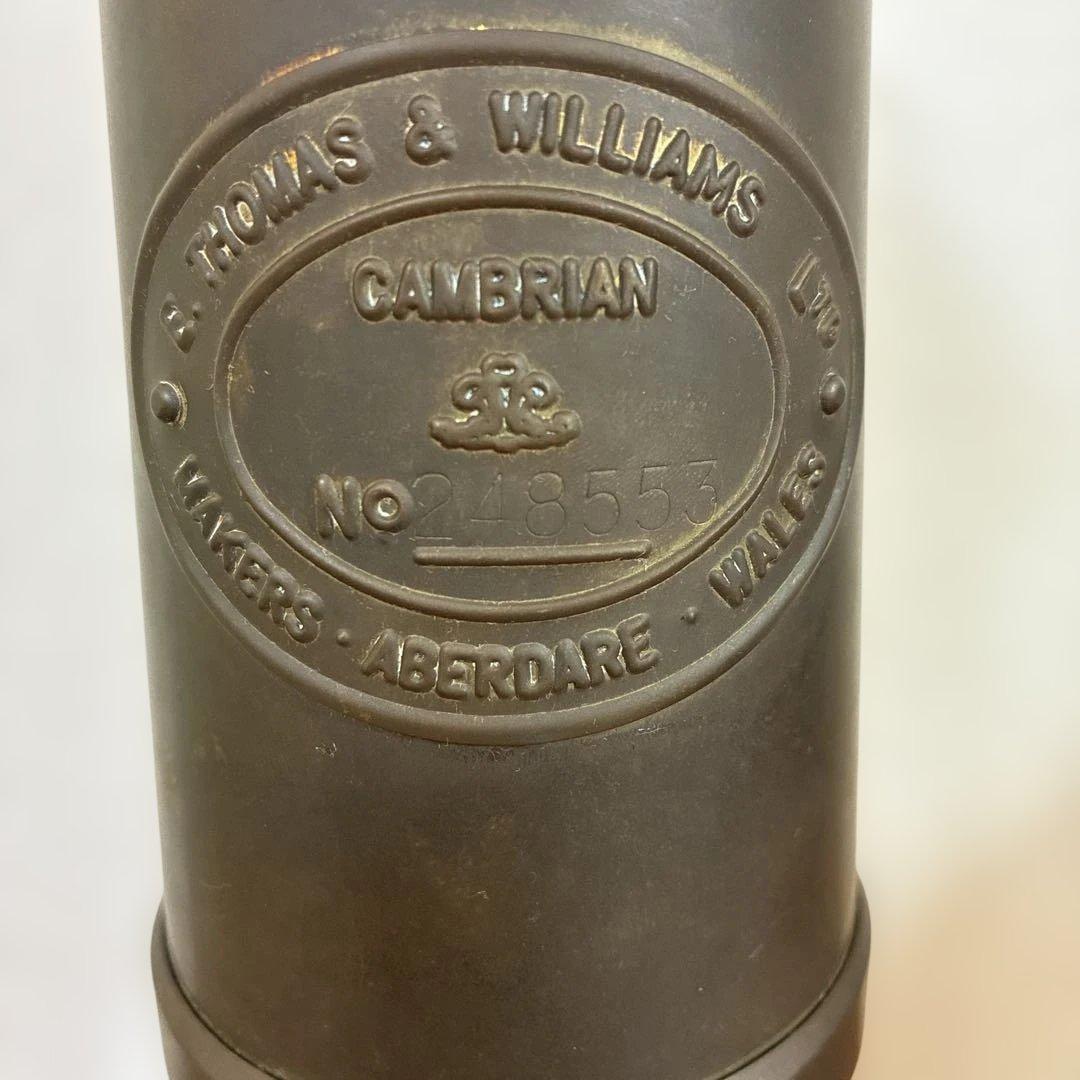 E. THOMAS & WILLIAMS LTD
CAMBRIAN
No 248553
MAKERS · ABERDARE · WALES